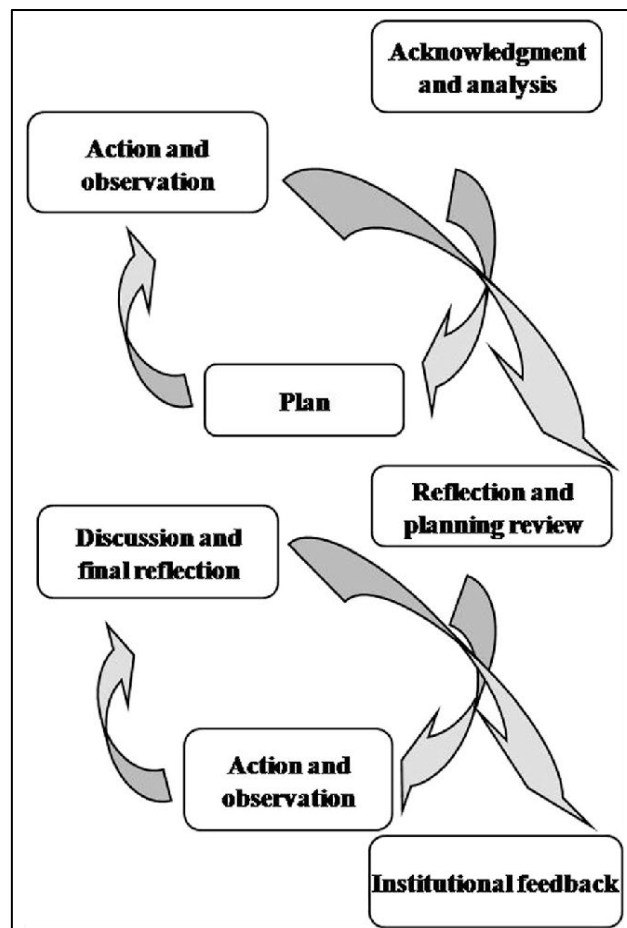 Acknowledgment
and analysis
Action and
observation
Plan
Reflection and
planning review
Discussion and
final reflection
Action and
observation
Institutional feedback